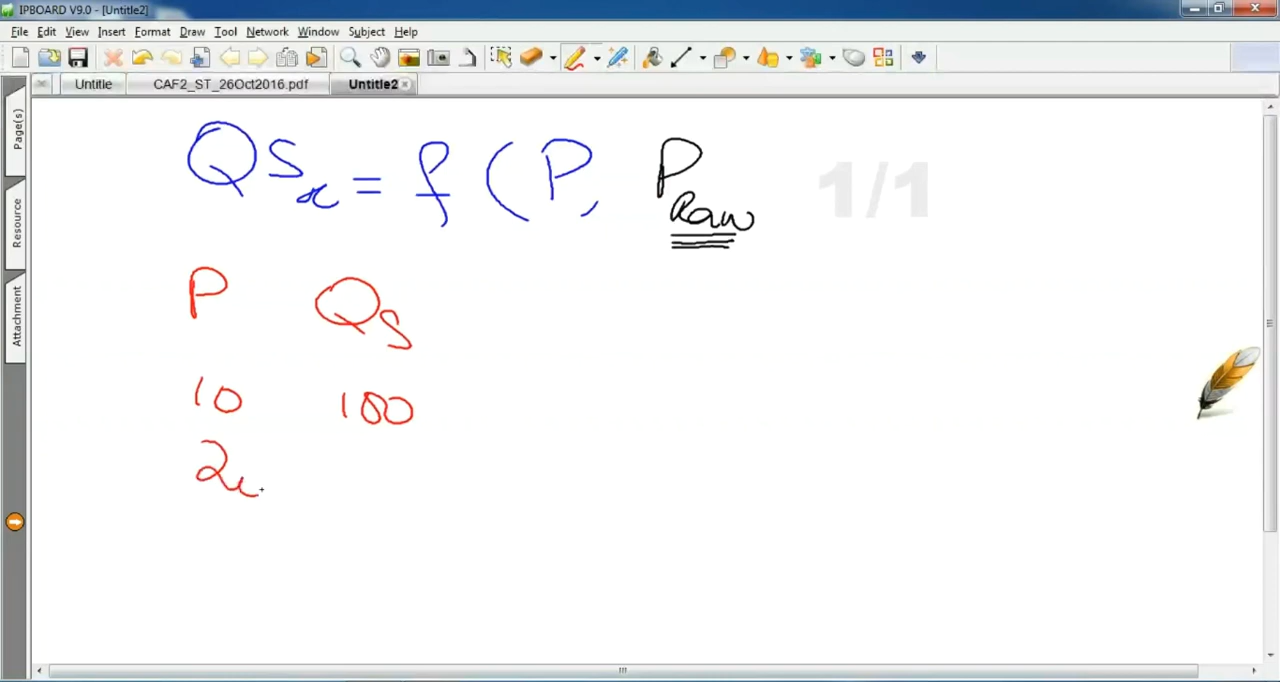 IPBOARD V9.0 - [Untitle2]
File Edit View Insert Format Draw Tool Network Window Subject Help
Untitle CAF2_ST_26Oct2016.pdf Untitle2
Page(s)
Resource
Attachment
QSx = f (P, P Raw
1/1
P Qs
10 100